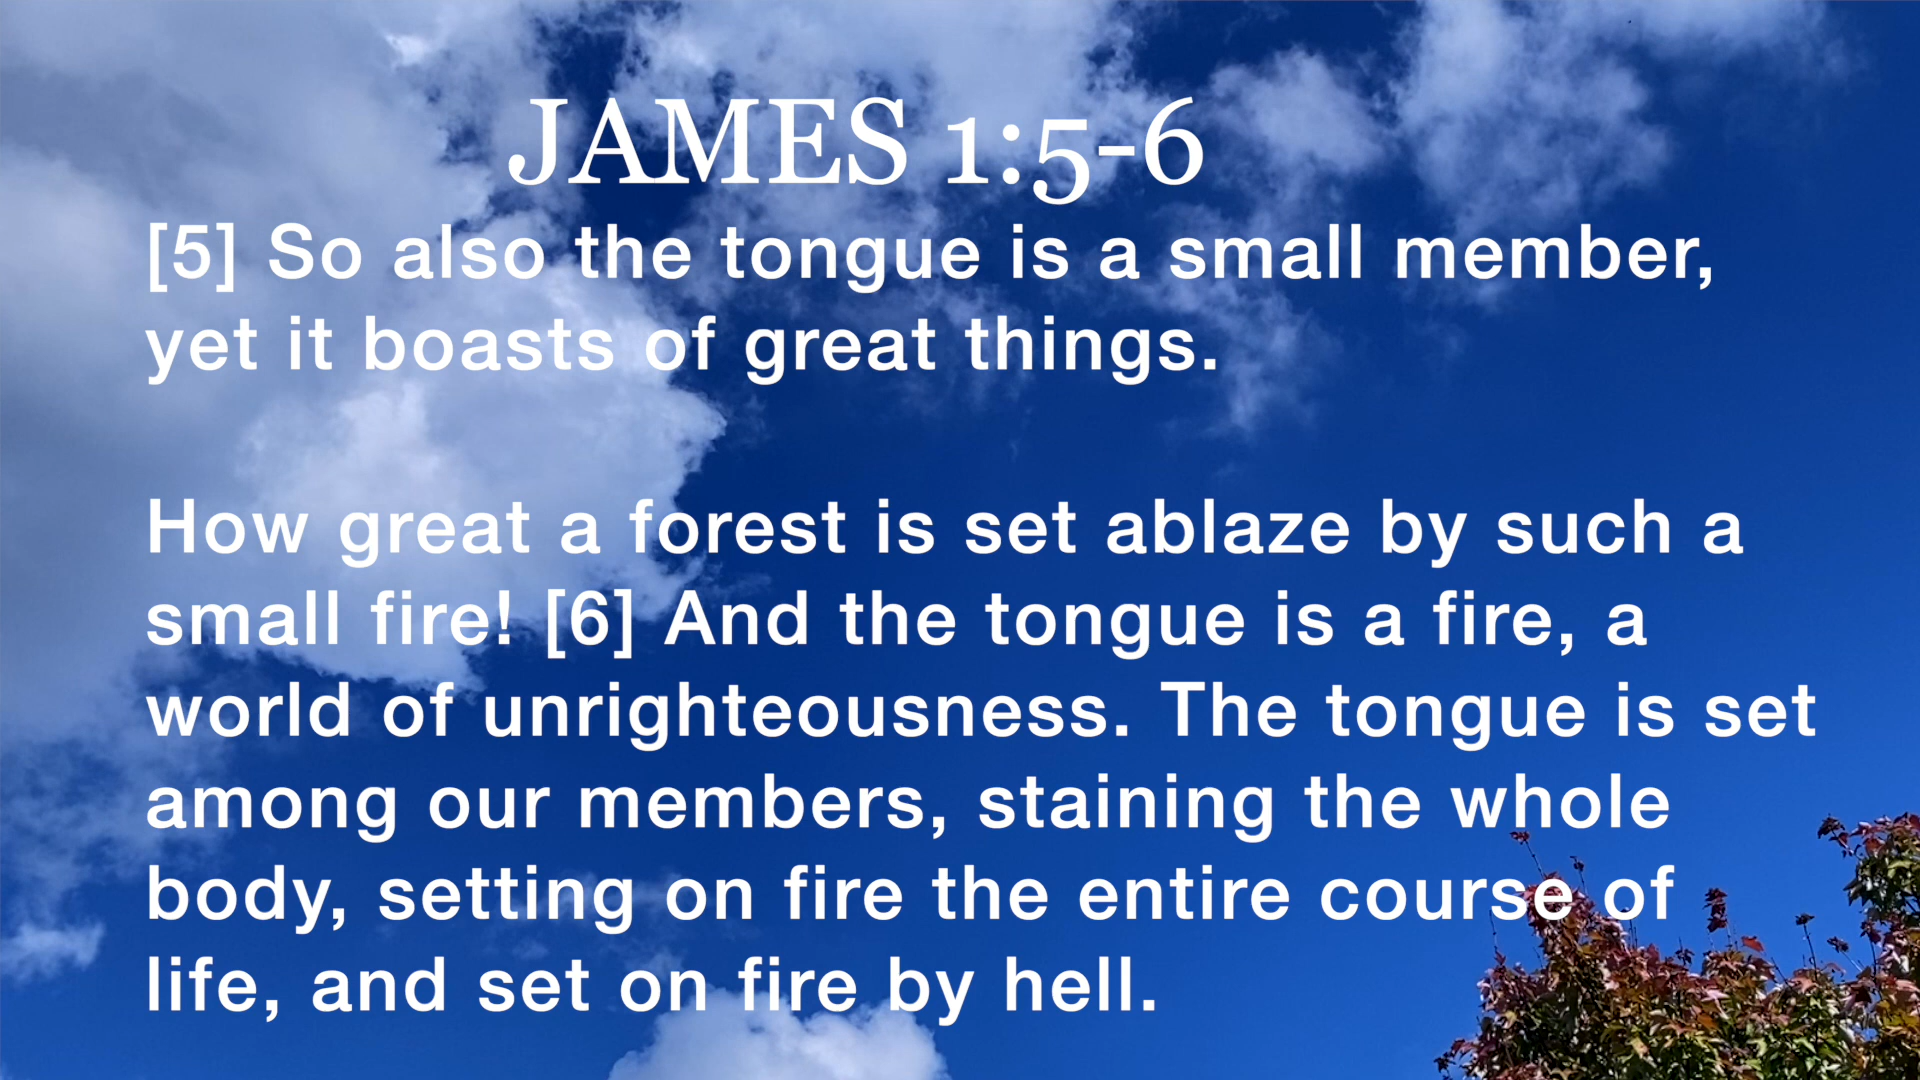 JAMES 1:5-6
[5] So also the tongue is a small member,
yet it boasts of great things.
How great a forest is set ablaze by such a
small fire! [6] And the tongue is a fire, a
world of unrighteousness. The tongue is set
among our members, staining the whole
body, setting on fire the entire course of
life, and set on fire by hell.